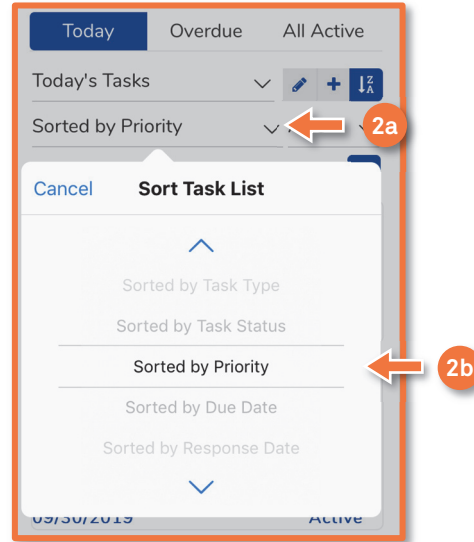 Today Overdue All Active
Today's Tasks
Sorted by Priority
2a
Cancel Sort Task List
Sorted by Task Type
Sorted by Task Status
Sorted by Priority
2b
Sorted by Due Date
Sorted by Response Date
09/30/2019 Active